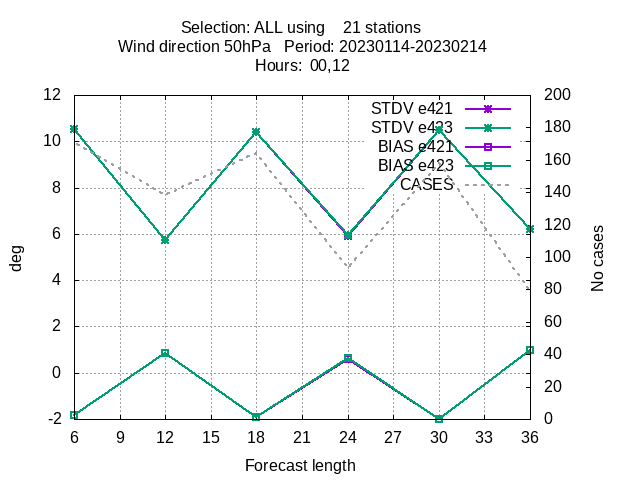 Selection: ALL using    21 stations
Wind direction 50hPa   Period: 20230114-20230214
Hours:  00,12
12 200
STDV e421
10 180
STDV e423
8 160
BIAS e421
6 140
BIAS e423
4 120
CASES
2 100
0 80
-2 60
40
20
0
deg
No cases
6 9 12 15 18 21 24 27 30 33 36
Forecast length